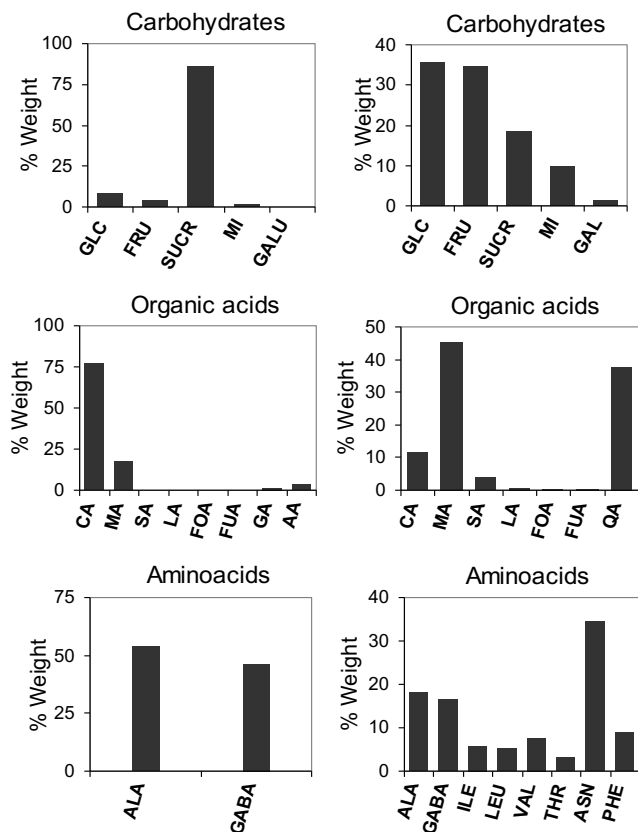 Carbohydrates
% Weight
100
75
50
25
0
GLC
FRU
SUCR
MI
GALU
Carbohydrates
% Weight
40
30
20
10
0
GLC
FRU
SUCR
MI
GAL
Organic acids
% Weight
100
75
50
25
0
CA
MA
SA
LA
FOA
FUA
GA
AA
Organic acids
% Weight
50
40
30
20
10
0
CA
MA
SA
LA
FOA
FUA
QA
Aminoacids
% Weight
75
50
25
0
ALA
GABA
Aminoacids
% Weight
40
30
20
10
0
ALA
GABA
ILE
LEU
VAL
THR
ASN
PHE